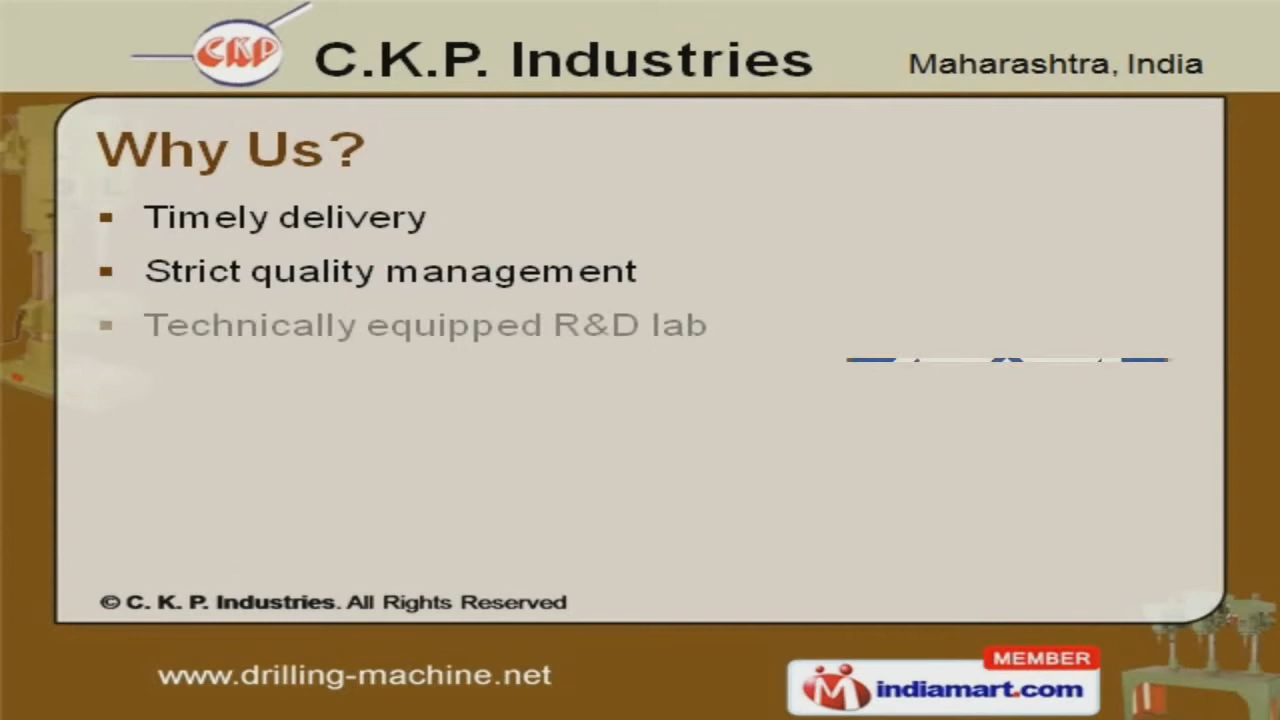 CKP
C.K.P. Industries
Maharashtra, India
Why Us?
▪ Timely delivery
▪ Strict quality management
▪ Technically equipped R&D lab
© C. K. P. Industries. All Rights Reserved
www.drilling-machine.net
MEMBER
indiamart.com